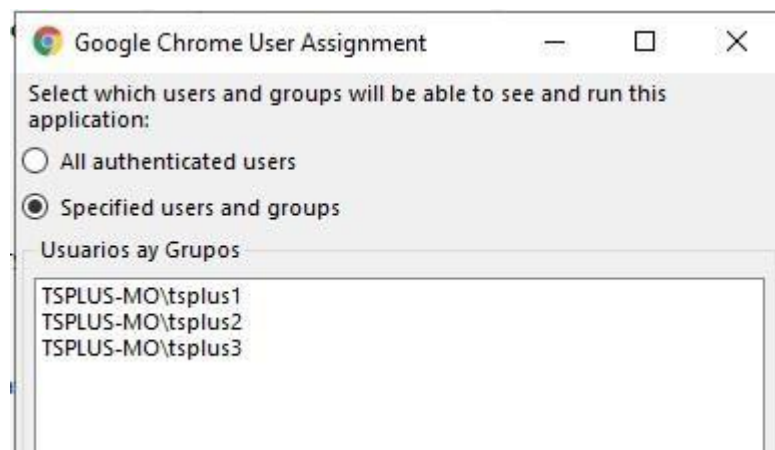 Google Chrome User Assignment
Select which users and groups will be able to see and run this
application:
All authenticated users
Specified users and groups
Usuarios ay Grupos
TSPLUS-MO\tsplus1
TSPLUS-MO\tsplus2
TSPLUS-MO\tsplus3